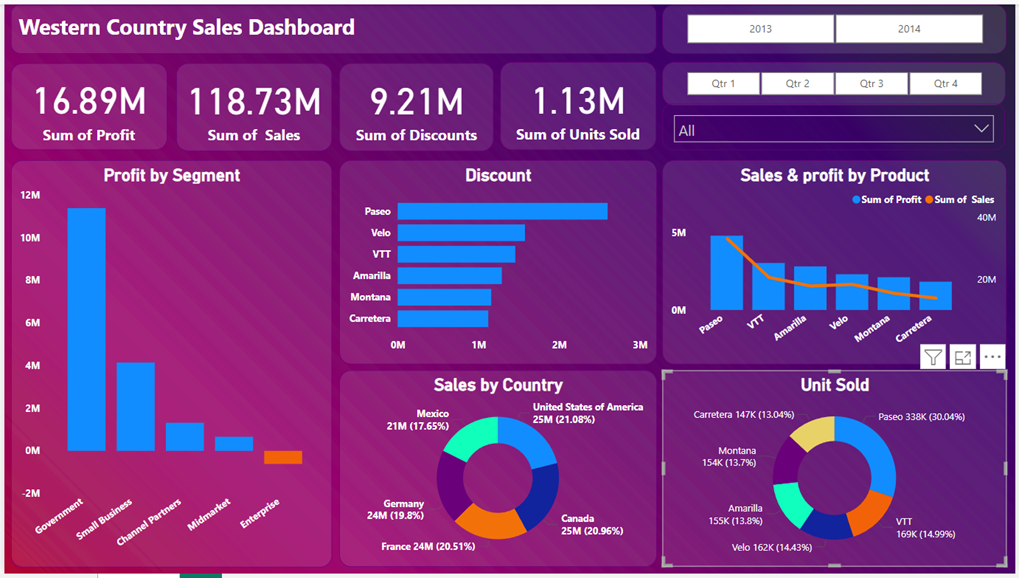 Western Country Sales Dashboard
2013
2014
Qtr 1
Qtr 2
Qtr 3
Qtr 4
All
16.89M
Sum of Profit
118.73M
Sum of  Sales
9.21M
Sum of Discounts
1.13M
Sum of Units Sold
Profit by Segment
12M
10M
8M
6M
4M
2M
0M
-2M
Government
Small Business
Channel Partners
Midmarket
Enterprise
Discount
Paseo
Velo
VTT
Amarilla
Montana
Carretera
0M
1M
2M
3M
Sales & profit by Product
Sum of Profit
Sum of  Sales
5M
0M
40M
20M
Paseo
VTT
Amarilla
Velo
Montana
Carretera
Sales by Country
United States of America
25M (21.08%)
Canada
25M (20.96%)
France 24M (20.51%)
Germany
24M (19.8%)
Mexico
21M (17.65%)
Unit Sold
Paseo 338K (30.04%)
VTT
169K (14.99%)
Velo 162K (14.43%)
Amarilla
155K (13.8%)
Montana
154K (13.7%)
Carretera 147K (13.04%)